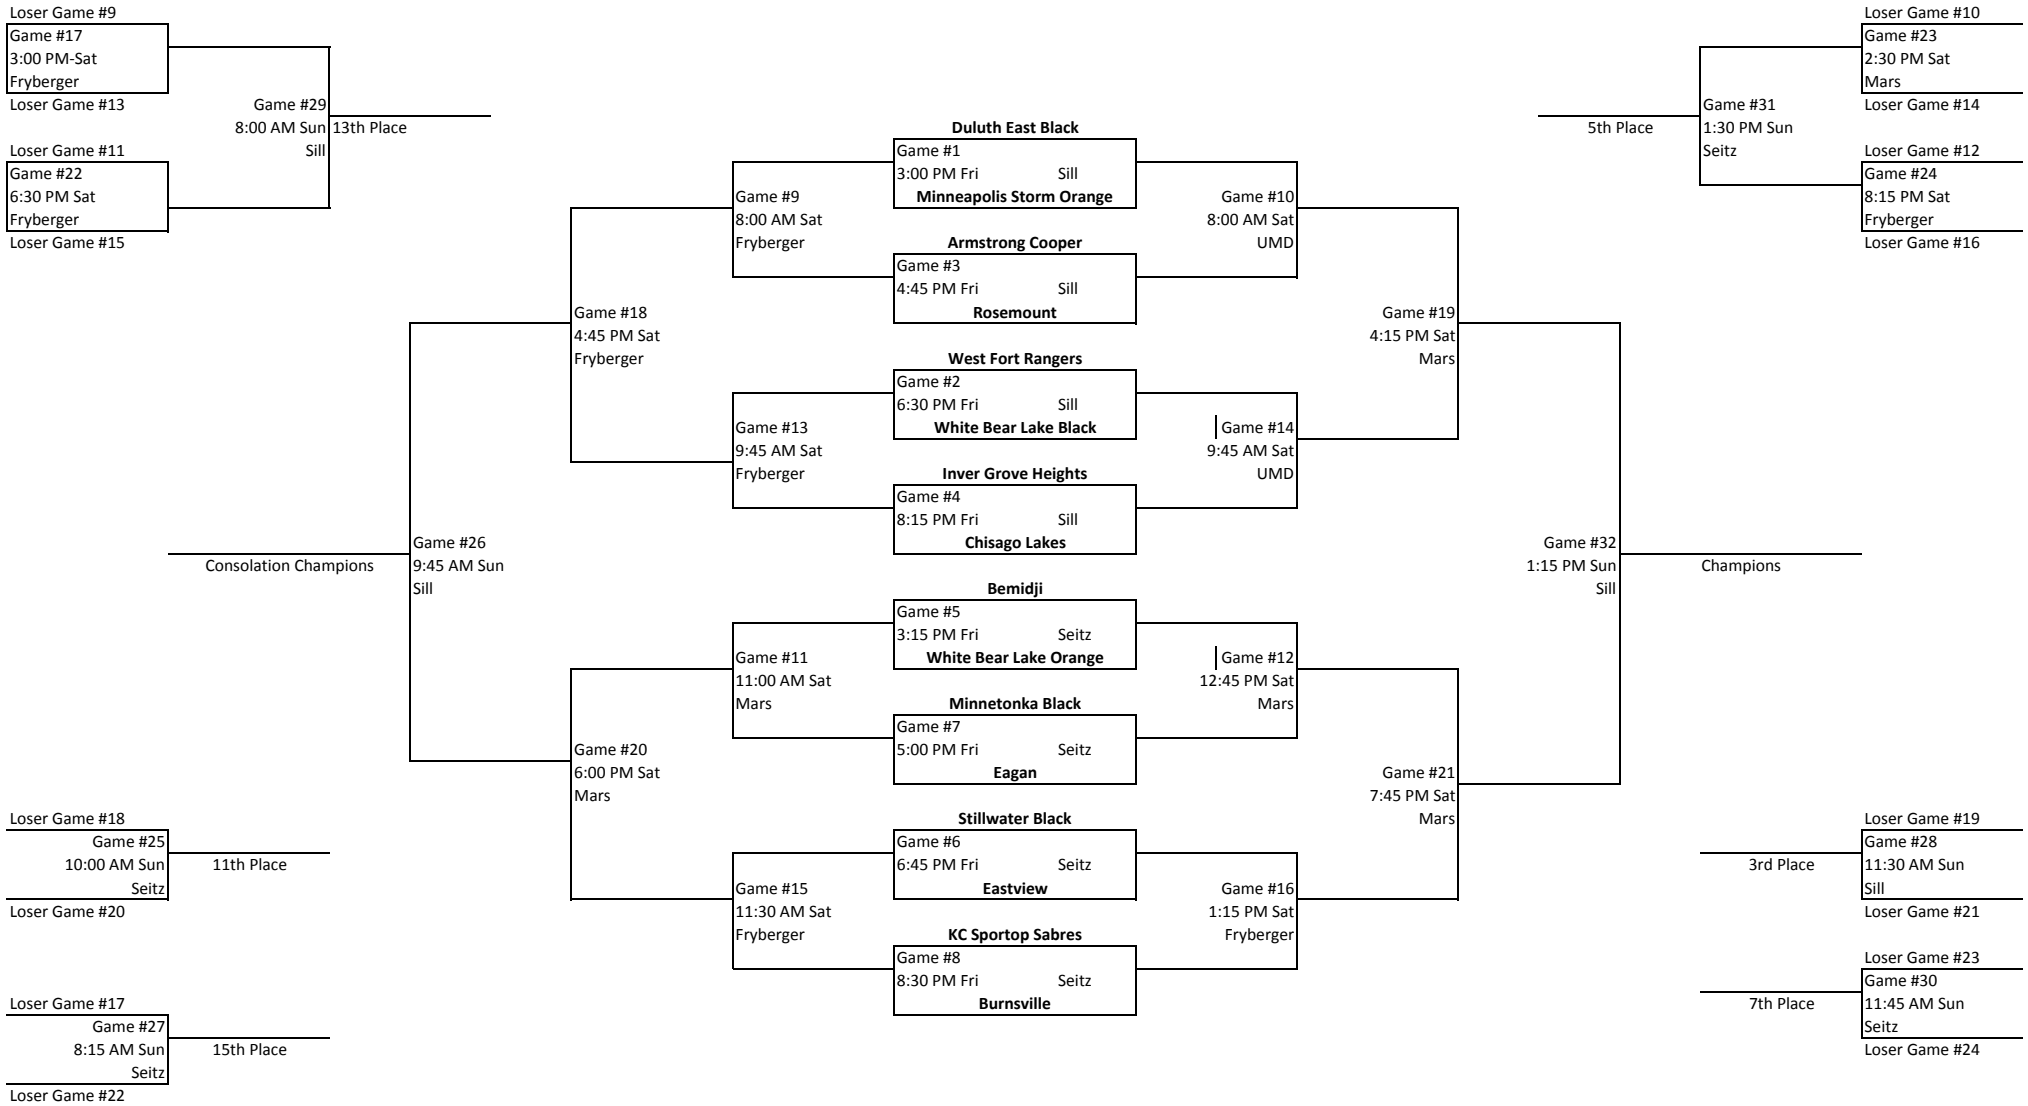 Loser Game #9
Game #17
3:00 PM-Sat
Fryberger
Loser Game #13
Game #29
8:00 AM Sun
Sill
13th Place
Loser Game #11
Game #22
6:30 PM Sat
Fryberger
Loser Game #15
Game #18
4:45 PM Sat
Fryberger
Game #26
9:45 AM Sun
Sill
Consolation Champions
Game #20
6:00 PM Sat
Mars
Loser Game #18
Game #25
10:00 AM Sun
Seitz
11th Place
Loser Game #20
Loser Game #17
Game #27
8:15 AM Sun
Seitz
15th Place
Loser Game #22
Game #9
8:00 AM Sat
Fryberger
Game #13
9:45 AM Sat
Fryberger
Game #11
11:00 AM Sat
Mars
Game #15
11:30 AM Sat
Fryberger
Duluth East Black
Game #1
3:00 PM Fri Sill
Minneapolis Storm Orange
Armstrong Cooper
Game #3
4:45 PM Fri Sill
Rosemount
West Fort Rangers
Game #2
6:30 PM Fri Sill
White Bear Lake Black
Inver Grove Heights
Game #4
8:15 PM Fri Sill
Chisago Lakes
Bemidji
Game #5
3:15 PM Fri Seitz
White Bear Lake Orange
Minnetonka Black
Game #7
5:00 PM Fri Seitz
Eagan
Stillwater Black
Game #6
6:45 PM Fri Seitz
Eastview
KC Sportop Sabres
Game #8
8:30 PM Fri Seitz
Burnsville
Game #10
8:00 AM Sat
UMD
Game #14
9:45 AM Sat
UMD
Game #12
12:45 PM Sat
Mars
Game #16
1:15 PM Sat
Fryberger
Game #19
4:15 PM Sat
Mars
Game #21
7:45 PM Sat
Mars
Game #32
1:15 PM Sun
Sill
Champions
Loser Game #10
Game #23
2:30 PM Sat
Mars
Loser Game #14
5th Place
Game #31
1:30 PM Sun
Seitz
Loser Game #12
Game #24
8:15 PM Sat
Fryberger
Loser Game #16
Loser Game #19
Game #28
11:30 AM Sun
Sill
3rd Place
Loser Game #21
Loser Game #23
Game #30
11:45 AM Sun
Seitz
7th Place
Loser Game #24